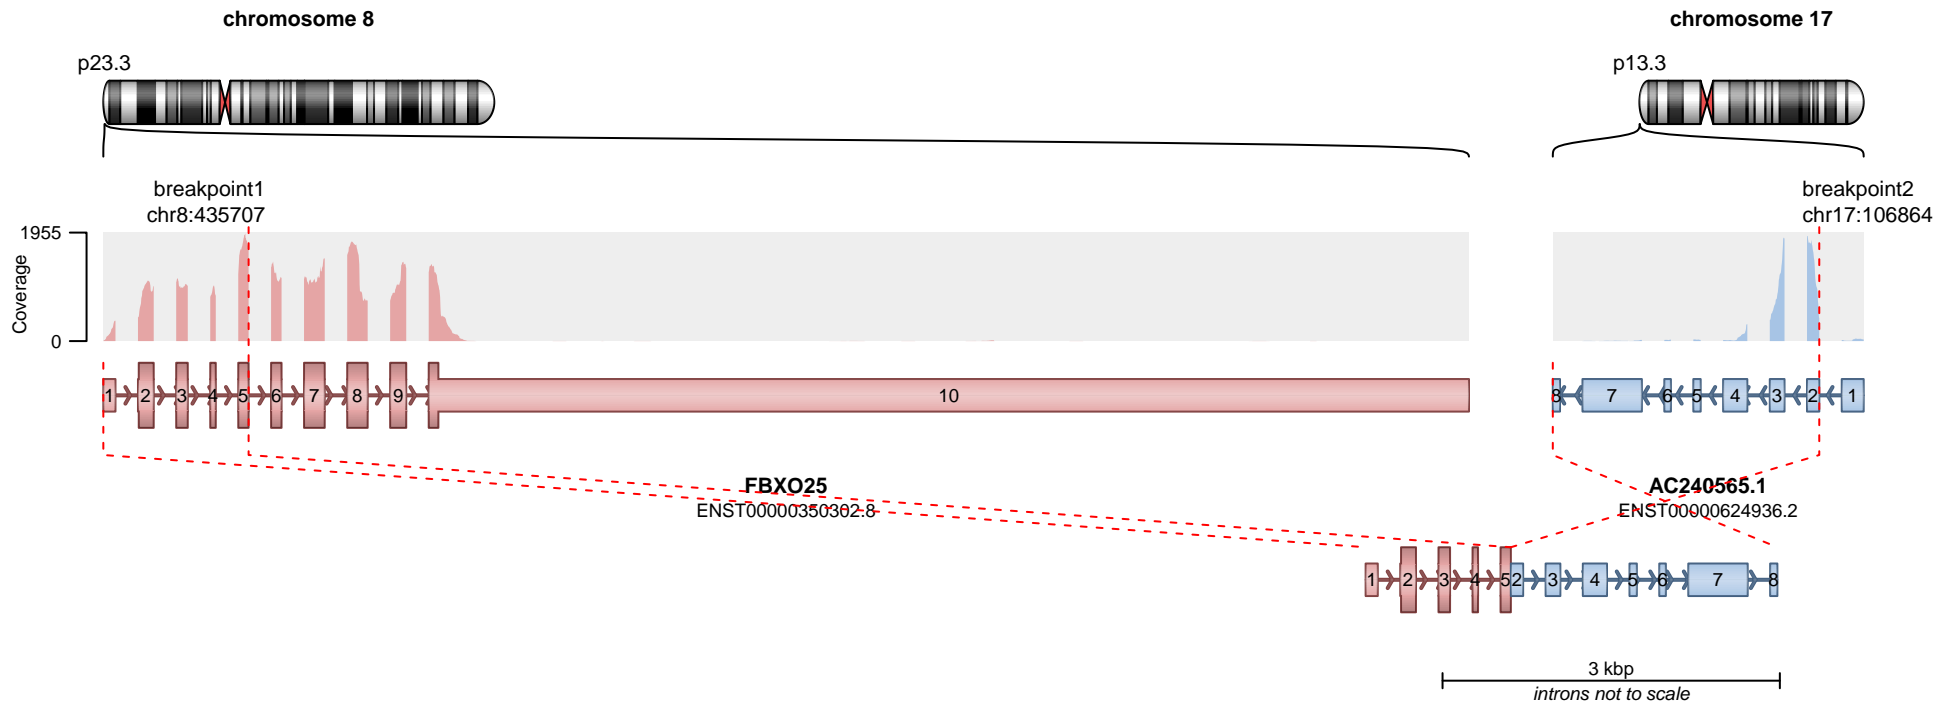 chromosome 8
chromosome 17
p23.3
p13.3
breakpoint1
chr8:435707
breakpoint2
chr17:106864
1955
Coverage
0
1 2 3 4 5 6 7 8 9 10
8 7 6 5 4 3 2 1
FBXO25
ENST00000350302.8
AC240565.1
ENST00000624936.2
1 2 3 4 5 2 3 4 5 6 7 8
3 kbp
introns not to scale